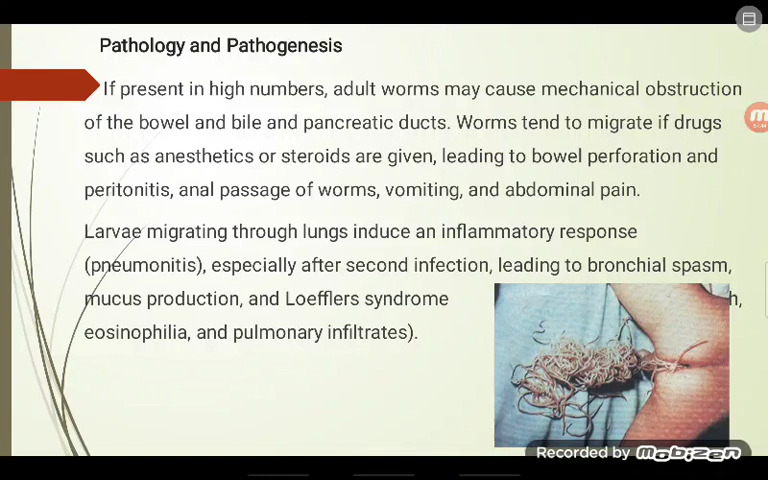 Pathology and Pathogenesis
If present in high numbers, adult worms may cause mechanical obstruction
of the bowel and bile and pancreatic ducts. Worms tend to migrate if drugs
such as anesthetics or steroids are given, leading to bowel perforation and
peritonitis, anal passage of worms, vomiting, and abdominal pain.
Larvae migrating through lungs induce an inflammatory response
(pneumonitis), especially after second infection, leading to bronchial spasm,
mucus production, and Loefflers syndrome h,
eosinophilia, and pulmonary infiltrates).
Recorded by MOBIZEN